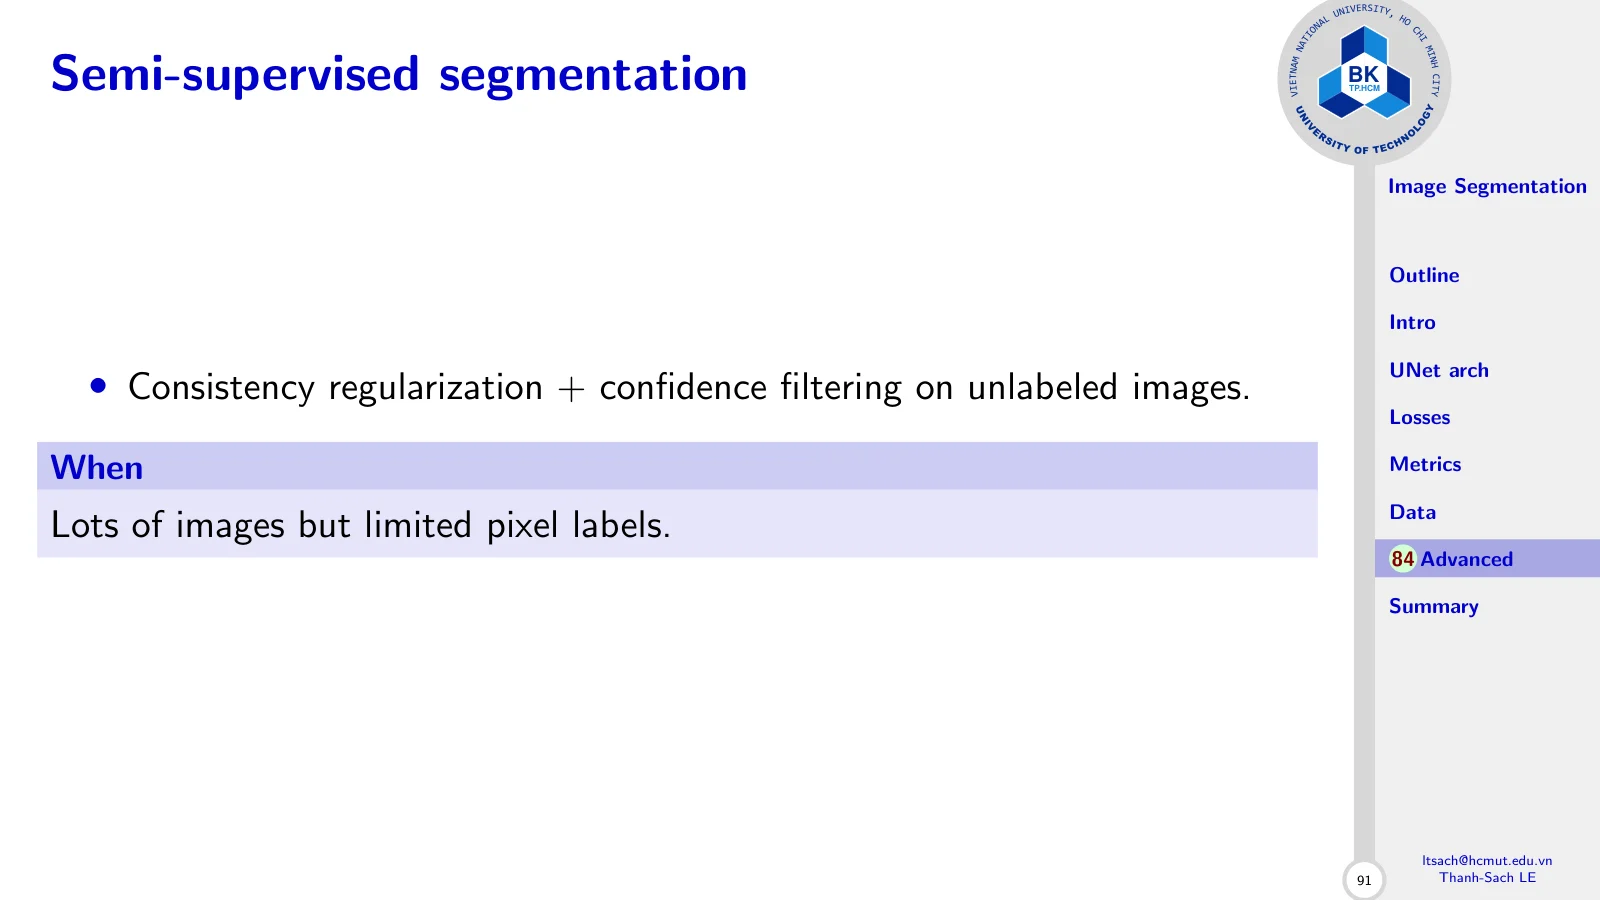 Semi-supervised segmentation
• Consistency regularization + confidence filtering on unlabeled images.
When
Lots of images but limited pixel labels.
VIETNAM NATIONAL UNIVERSITY, HO CHI MINH CITY
BK
TP.HCM
UNIVERSITY OF TECHNOLOGY
Image Segmentation
Outline
Intro
UNet arch
Losses
Metrics
Data
84 Advanced
Summary
ltsach@hcmut.edu.vn
Thanh-Sach LE
91